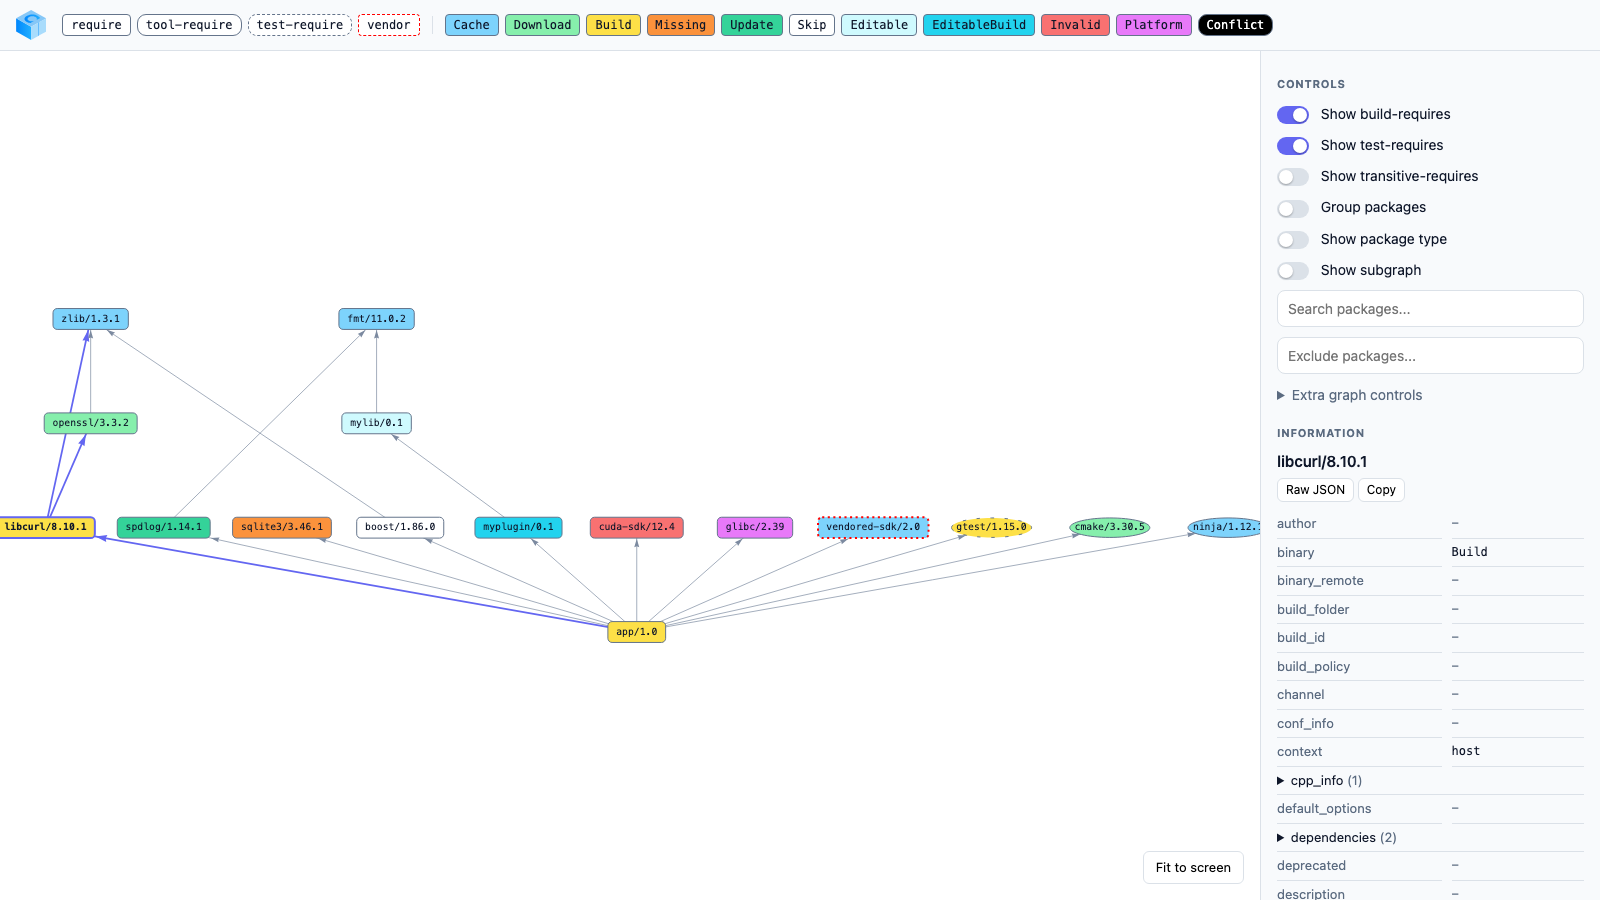 require tool-require test-require vendor Cache Download Build Missing Update Skip Editable EditableBuild Invalid Platform Conflict
zlib/1.3.1 fmt/11.0.2
openssl/3.3.2 mylib/0.1
libcurl/8.10.1 spdlog/1.14.1 sqlite3/3.46.1 boost/1.86.0 myplugin/0.1 cuda-sdk/12.4 glibc/2.39 vendored-sdk/2.0 gtest/1.15.0 cmake/3.30.5 ninja/1.12.1
app/1.0
Fit to screen
CONTROLS
Show build-requires
Show test-requires
Show transitive-requires
Group packages
Show package type
Show subgraph
Search packages...
Exclude packages...
Extra graph controls
INFORMATION
libcurl/8.10.1
Raw JSON Copy
author –
binary Build
binary_remote –
build_folder –
build_id –
build_policy –
channel –
conf_info –
context host
cpp_info (1)
default_options –
dependencies (2)
deprecated –
description –